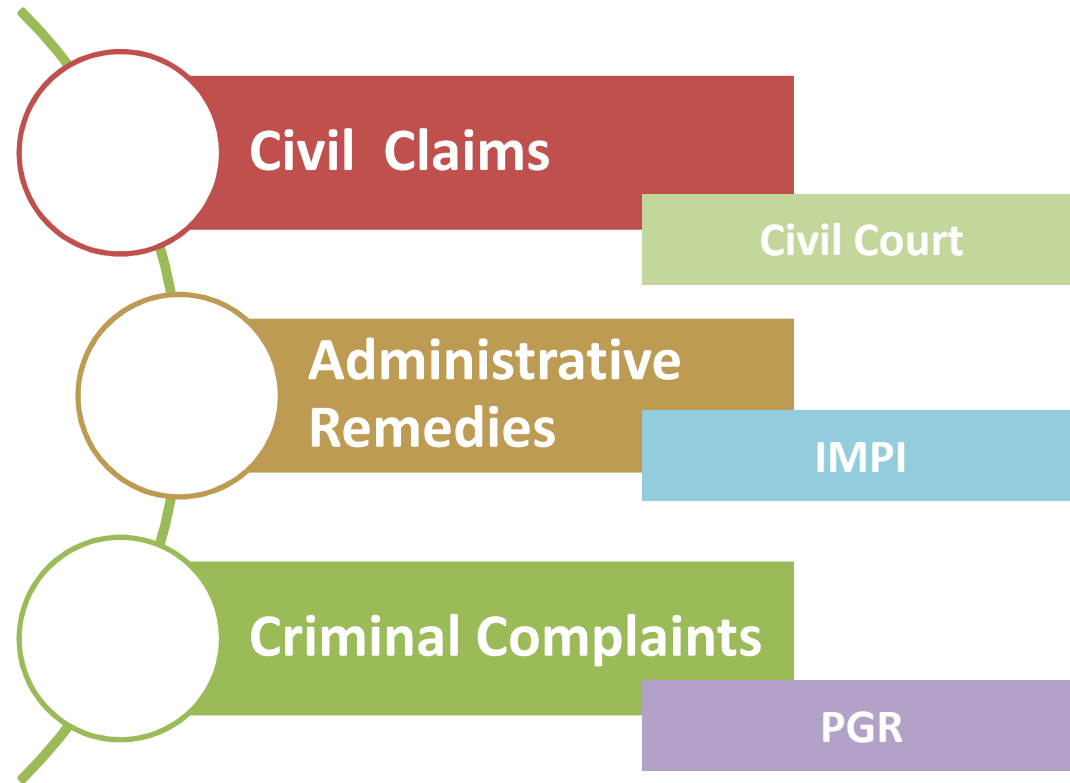 Civil Claims
Civil Court
Administrative
Remedies
IMPI
Criminal Complaints
PGR